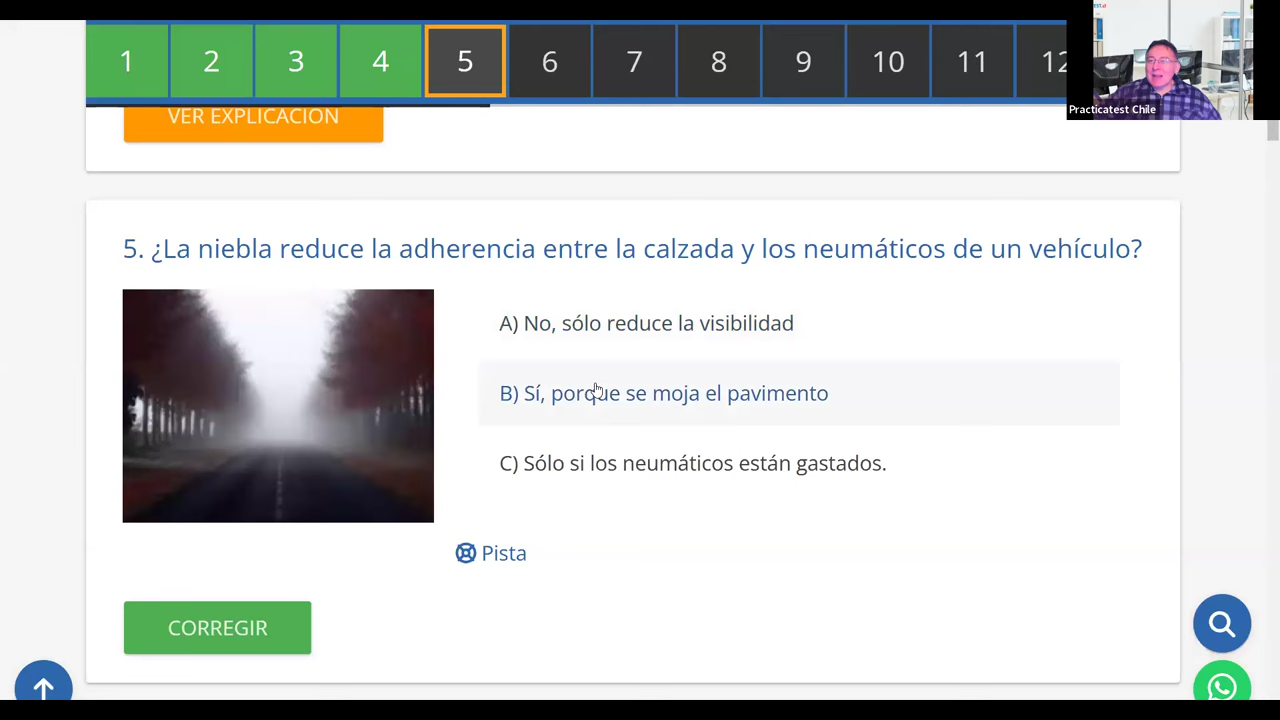 1 2 3 4 5 6 7 8 9 10 11 12
Practicatest Chile
VER EXPLICACIÓN
5. ¿La niebla reduce la adherencia entre la calzada y los neumáticos de un vehículo?
A) No, sólo reduce la visibilidad
B) Sí, porque se moja el pavimento
C) Sólo si los neumáticos están gastados.
Pista
CORREGIR